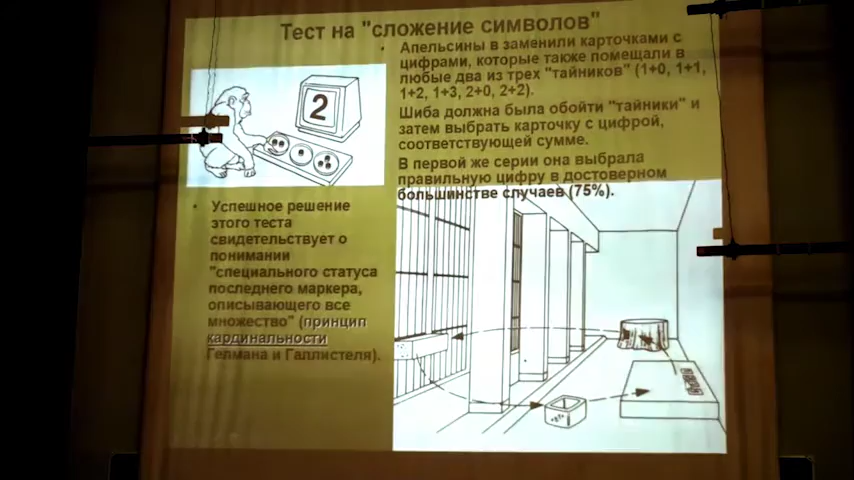 Тест на "сложение символов"
• Апельсины в заменили карточками с
цифрами, которые также помещали в
любые два из трех "тайников" (1+0, 1+1,
1+2, 1+3, 2+0, 2+2).
Шиба должна была обойти "тайники" и
затем выбрать карточку с цифрой,
соответствующей сумме.
В первой же серии она выбрала
правильную цифру в достоверном
большинстве случаев (75%).
2
• Успешное решение
этого теста
свидетельствует о
понимании
"специального статуса
последнего маркера,
описывающего все
множество" (принцип
кардинальности
Гелмана и Галлистеля).